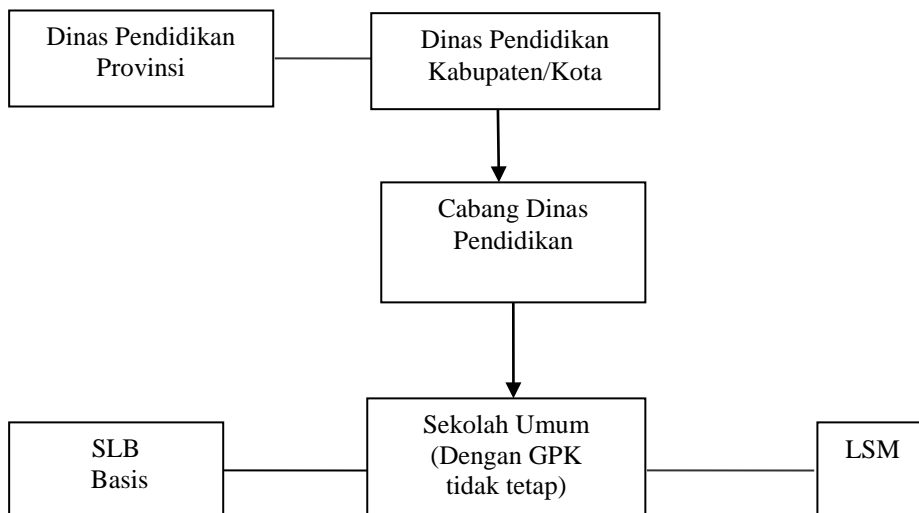 Dinas Pendidikan
Provinsi
Dinas Pendidikan
Kabupaten/Kota
Cabang Dinas
Pendidikan
SLB
Basis
Sekolah Umum
(Dengan GPK
tidak tetap)
LSM